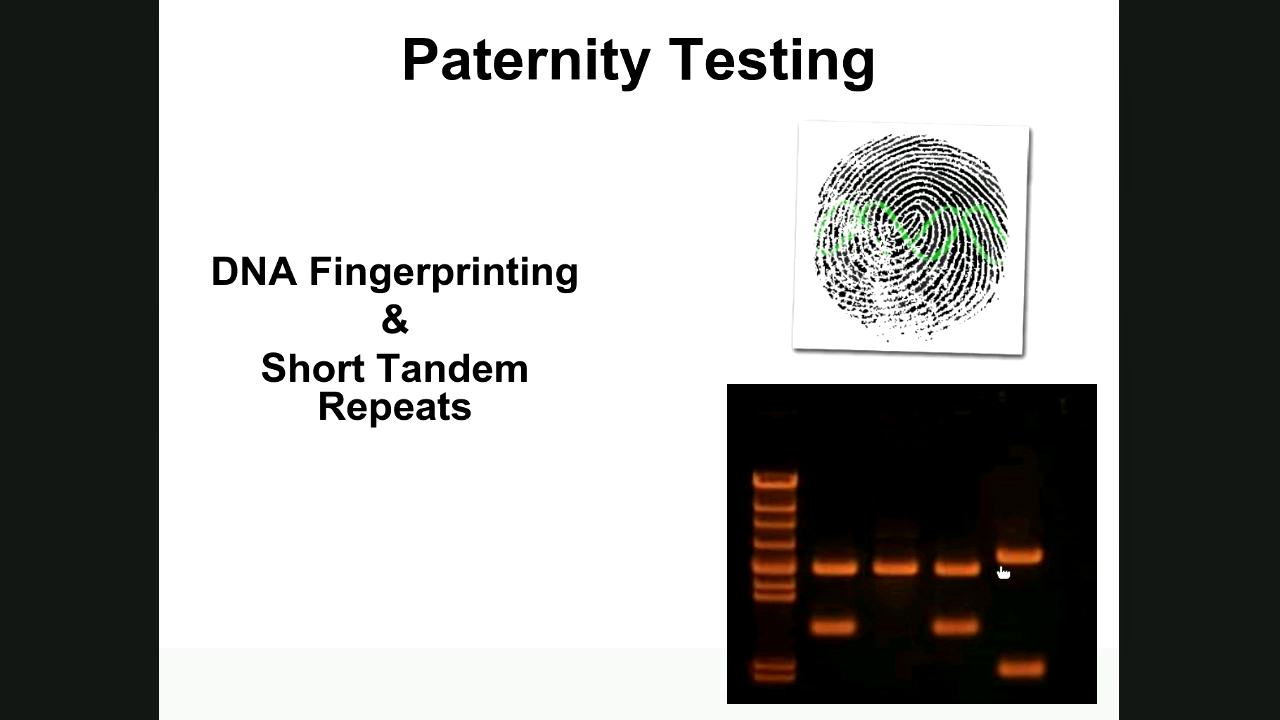 Paternity Testing
DNA Fingerprinting
&
Short Tandem
Repeats